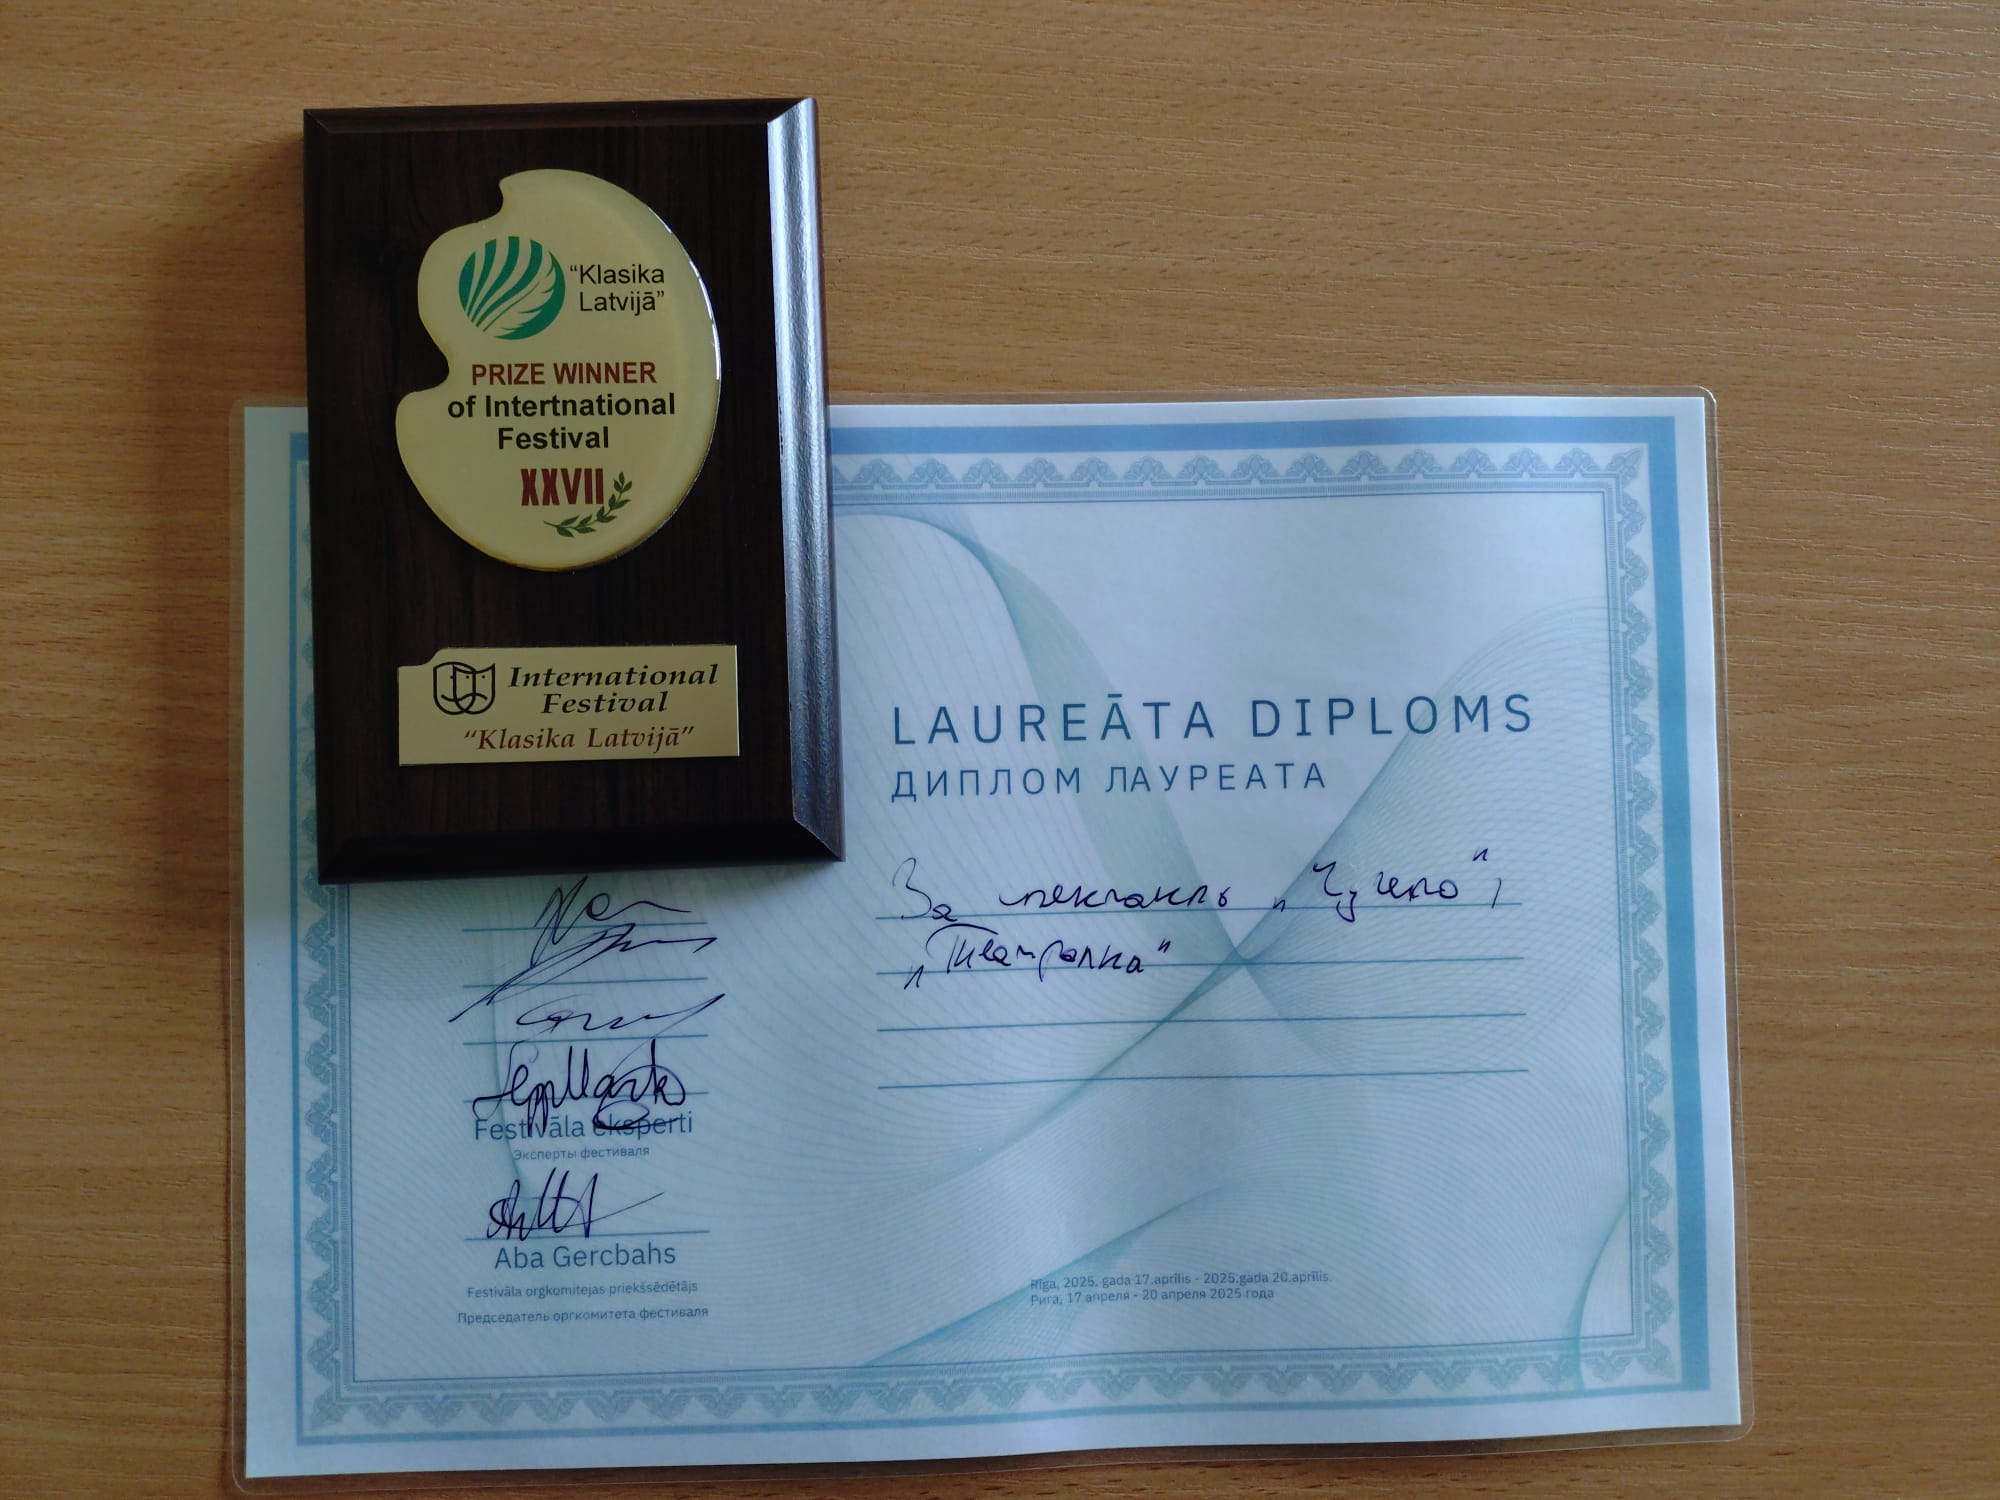 “Klasika
Latvijā”
PRIZE WINNER
of Intertnational
Festival
XXVII
International
Festival
“Klasika Latvijā”
LAUREĀTA DIPLOMS
ДИПЛОМ ЛАУРЕАТА
За спектакль „
„Театралка“
Festivāla eksperti
Эксперты фестиваля
Aba Gercbahs
Festivāla orgkomitejas priekšsēdētājs
Председатель оргкомитета фестиваля
Rīga, 2025. gada 17.aprīlis - 2025.gada 20.aprīlis.
Рига, 17 апреля - 20 апреля 2025 года